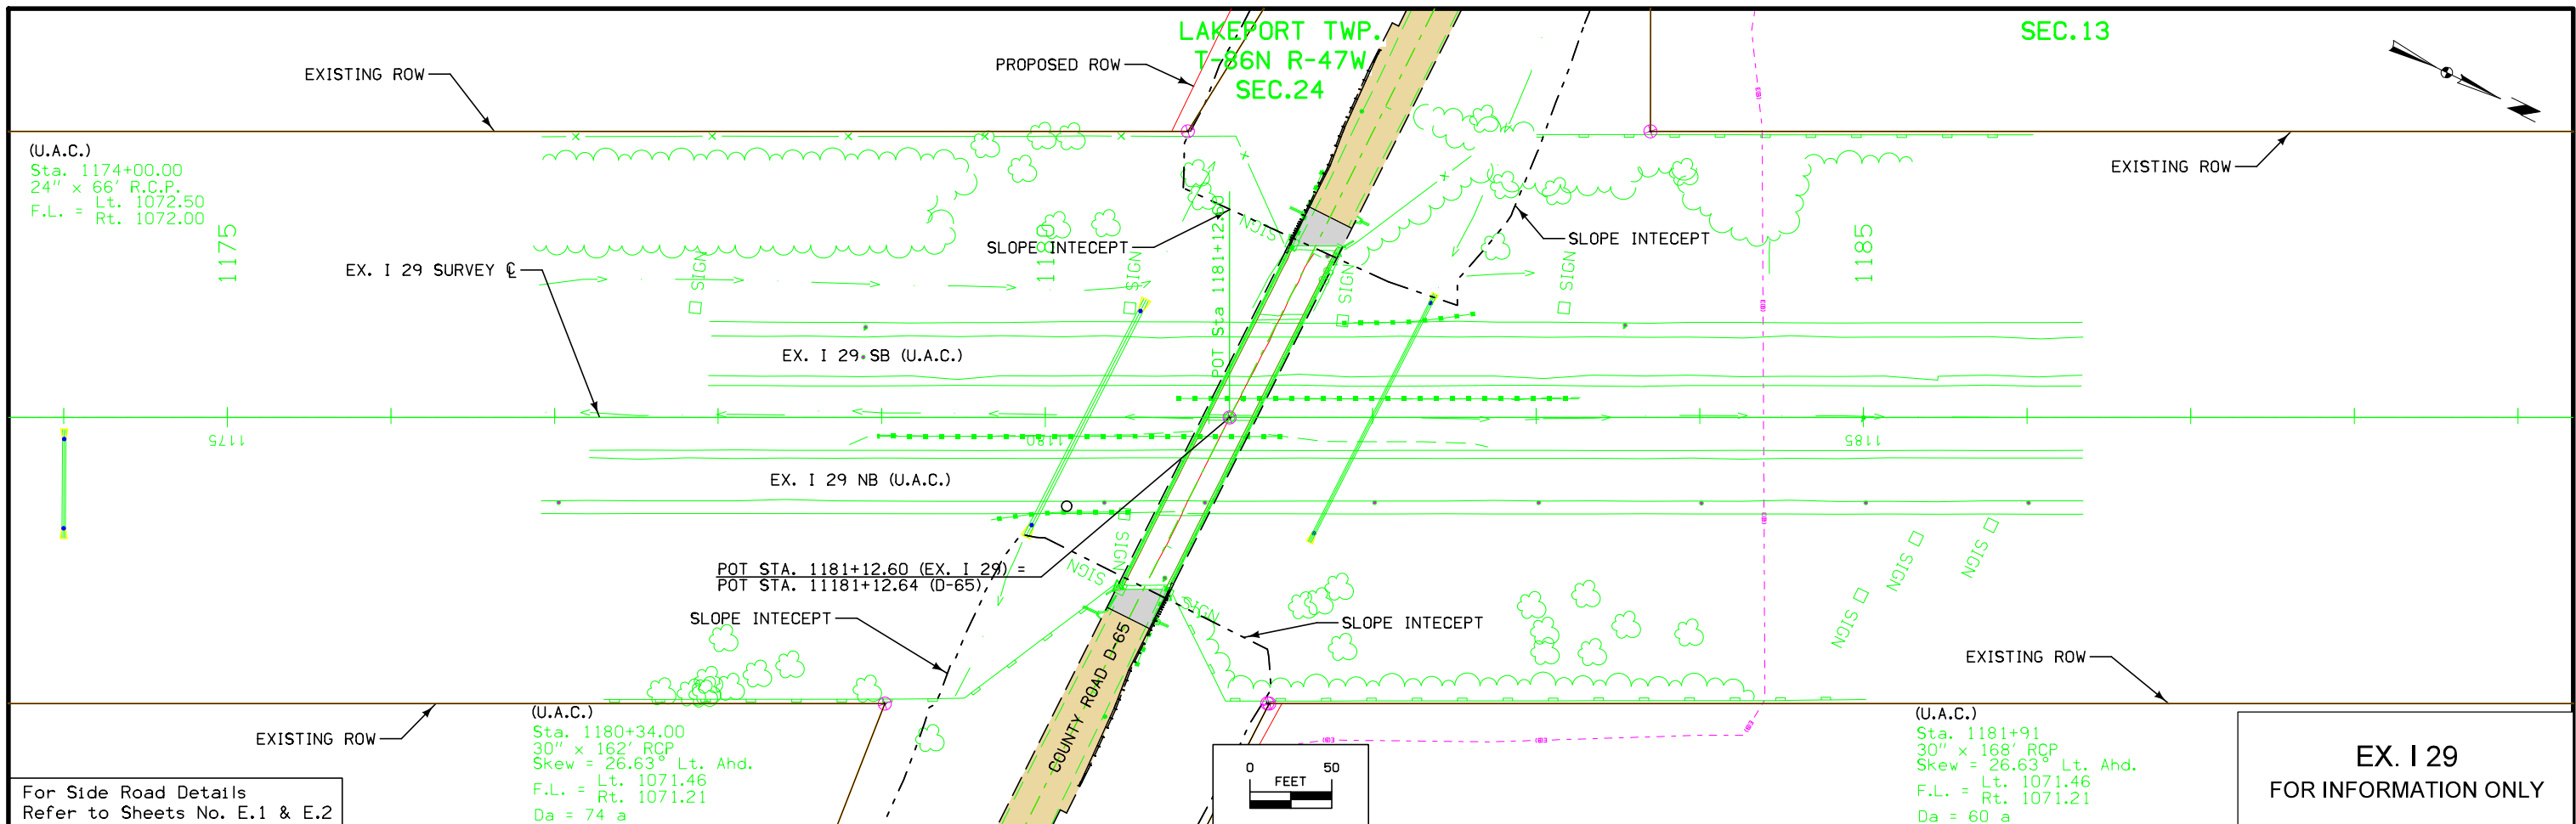 LAKEPORT TWP.
T-86N R-47W
SEC.24
SEC.13
PROPOSED ROW
EXISTING ROW
EXISTING ROW
(U.A.C.)
Sta. 1174+00.00
24" x 66' R.C.P.
F.L. = Lt. 1072.50
Rt. 1072.00
1175
1180
1185
SLOPE INTECEPT
SLOPE INTECEPT
SIGN
SIGN
SIGN
SIGN
SIGN
POT Sta 1181+12.60
EX. I 29 SURVEY ℄
EX. I 29 SB (U.A.C.)
1175
1180
1185
EX. I 29 NB (U.A.C.)
POT STA. 1181+12.60 (EX. I 29) =
POT STA. 11181+12.64 (D-65)
SIGN
SIGN
SIGN
SIGN
SIGN
SIGN
SLOPE INTECEPT
SLOPE INTECEPT
COUNTY ROAD D-65
EXISTING ROW
EXISTING ROW
(U.A.C.)
Sta. 1180+34.00
30" x 162' RCP
Skew = 26.63° Lt. Ahd.
F.L. = Lt. 1071.46
Rt. 1071.21
Da = 74 a
(U.A.C.)
Sta. 1181+91
30" x 168' RCP
Skew = 26.63° Lt. Ahd.
F.L. = Lt. 1071.46
Rt. 1071.21
Da = 60 a
0 50
FEET
For Side Road Details
Refer to Sheets No. E.1 & E.2
EX. I 29
FOR INFORMATION ONLY